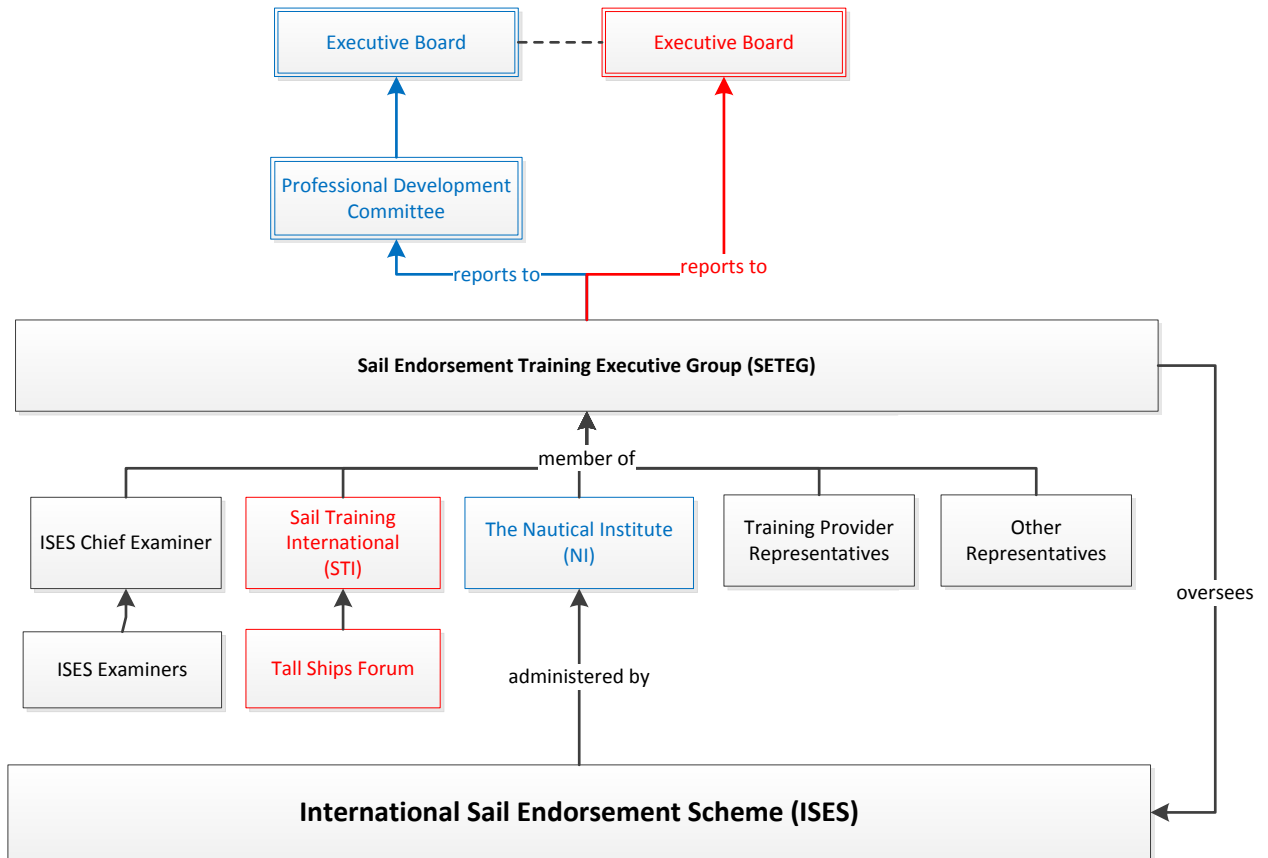 Executive Board
Executive Board
Professional Development
Committee
reports to
reports to
Sail Endorsement Training Executive Group (SETEG)
member of
ISES Chief Examiner
Sail Training
International
(STI)
The Nautical Institute
(NI)
Training Provider
Representatives
Other
Representatives
oversees
ISES Examiners
Tall Ships Forum
administered by
International Sail Endorsement Scheme (ISES)